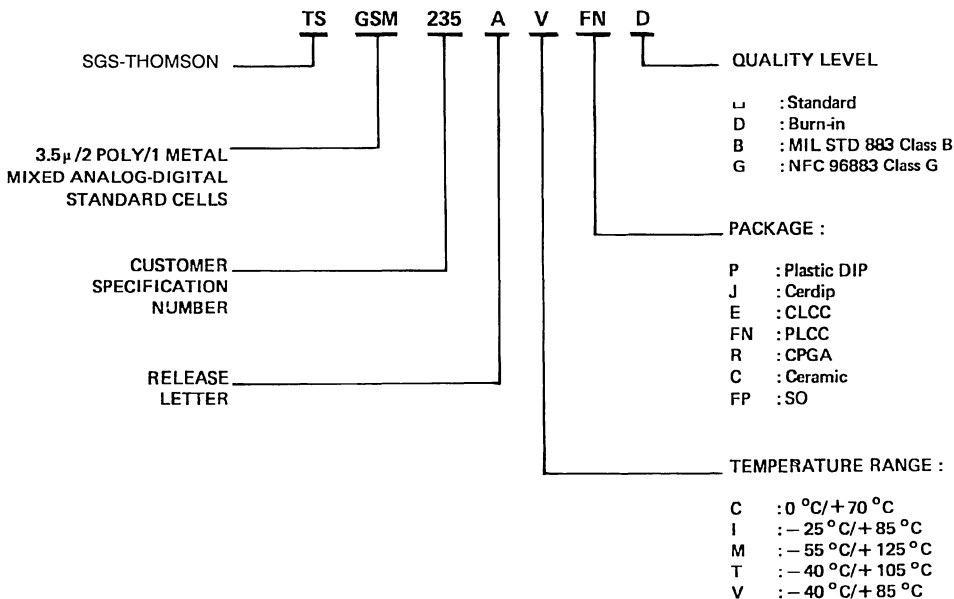 TS GSM 235 A V FN D
SGS-THOMSON
3.5μ/2 POLY/1 METAL
MIXED ANALOG-DIGITAL
STANDARD CELLS
CUSTOMER
SPECIFICATION
NUMBER
RELEASE
LETTER
QUALITY LEVEL
⊔ : Standard
D : Burn-in
B : MIL STD 883 Class B
G : NFC 96883 Class G
PACKAGE :
P : Plastic DIP
J : Cerdip
E : CLCC
FN : PLCC
R : CPGA
C : Ceramic
FP : SO
TEMPERATURE RANGE :
C : 0 °C/+70 °C
I : −25 °C/+85 °C
M : −55 °C/+125 °C
T : −40 °C/+105 °C
V : −40 °C/+85 °C